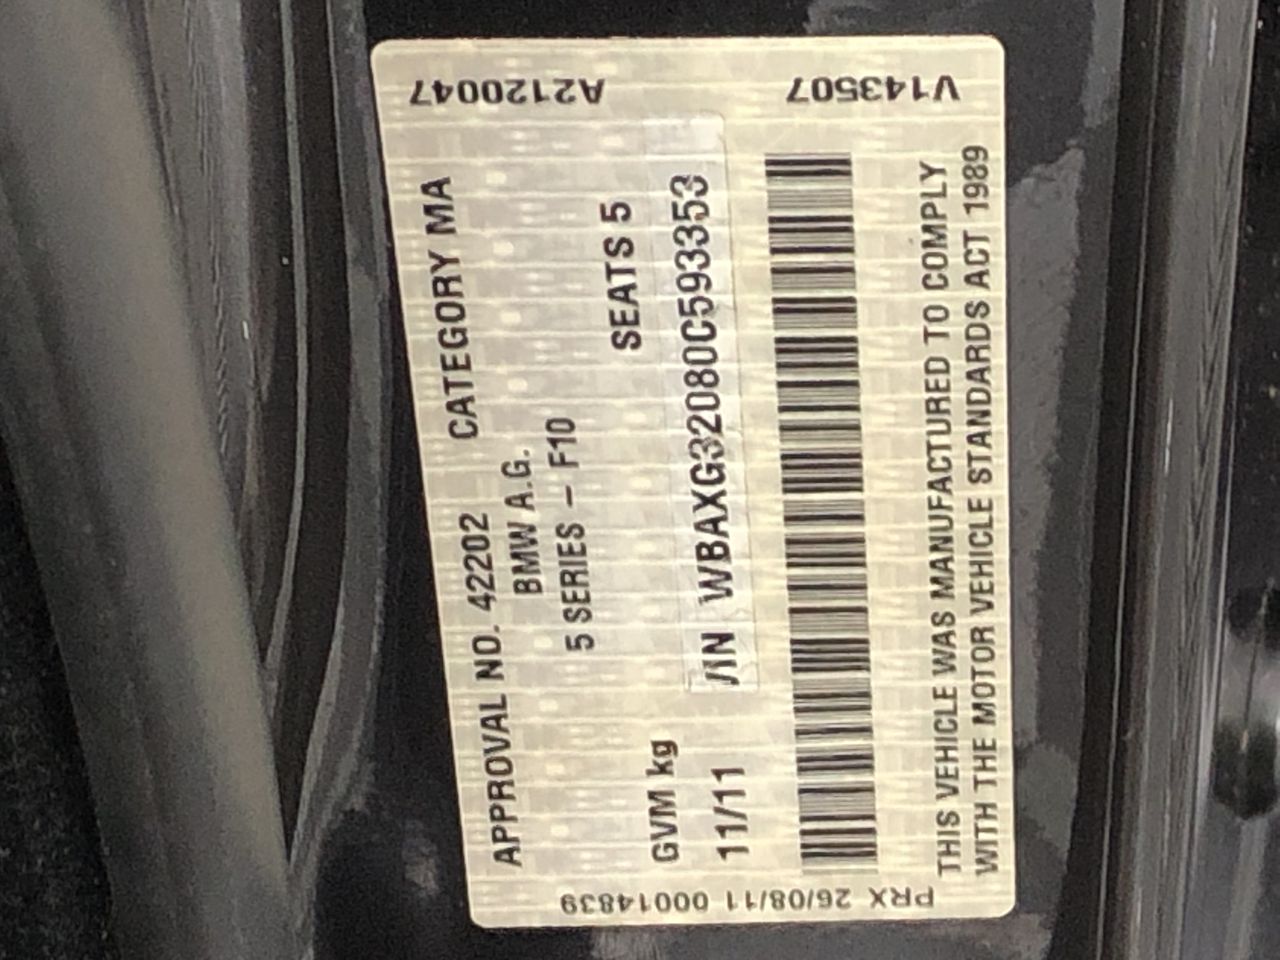 APPROVAL NO. 42202 CATEGORY MA
BMW A.G.
5 SERIES – F10
SEATS 5
GVM kg
11/11 VIN WBAXG32080C593353
THIS VEHICLE WAS MANUFACTURED TO COMPLY
WITH THE MOTOR VEHICLE STANDARDS ACT 1989
A2120047
V143507
PRX 26/08/11 00014839